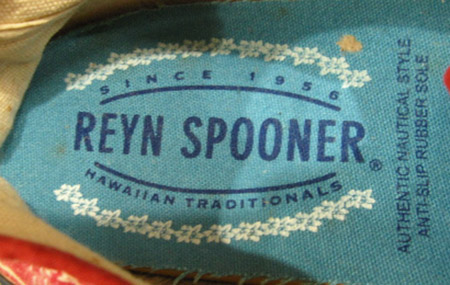 SINCE 1956
REYN SPOONER®
HAWAIIAN TRADITIONALS
AUTHENTIC NAUTICAL STYLE
ANTI-SLIP RUBBER SOLE